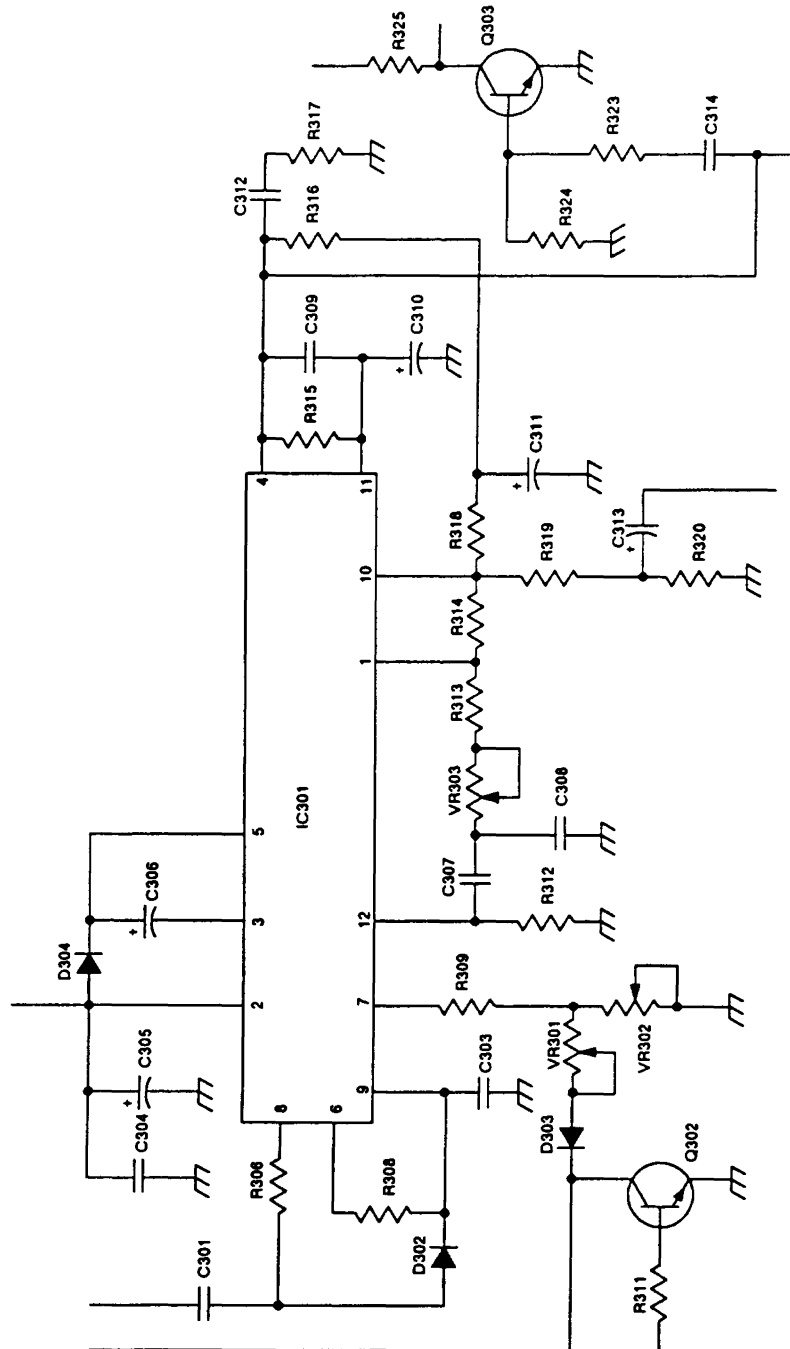 R325
Q303
C312
R317
R316
R323
C314
R324
C309
C310
R315
4
11
C311
R318
R319
C313
R320
10
R314
1
R313
VR303
C308
IC301
5
C306
3
D304
C307
R312
12
2
7
R309
VR301
VR302
C305
C304
9
C303
8
6
R306
R308
D303
Q302
C301
D302
R311
+
+
+
+
+